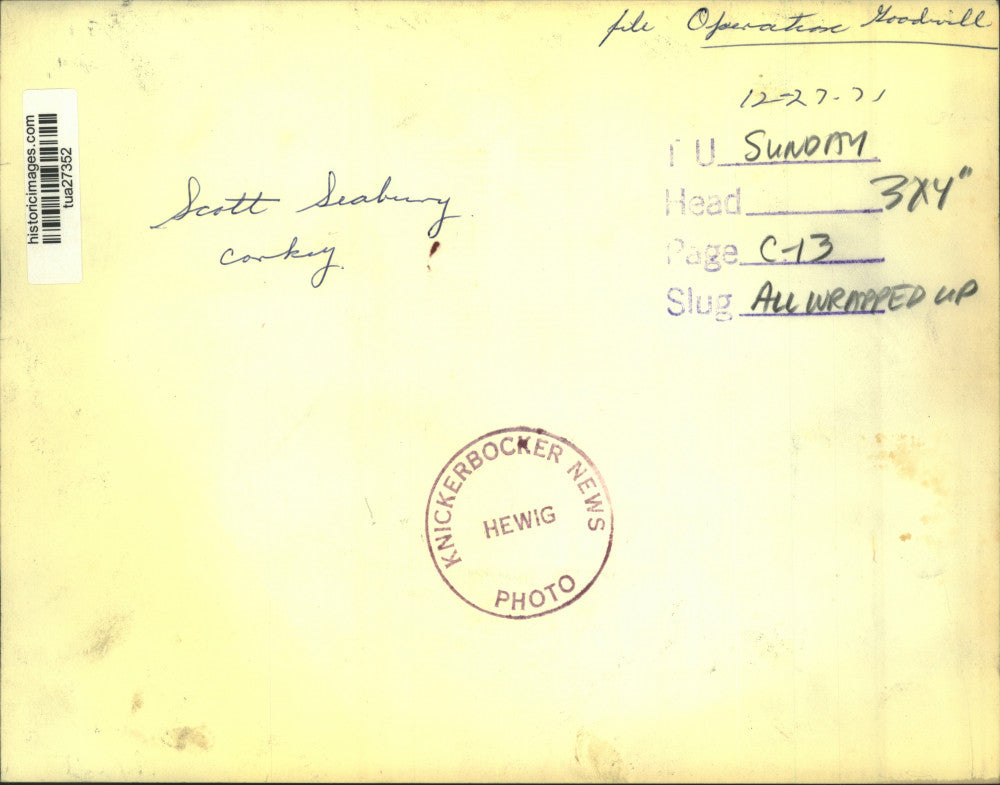 file Operation Goodwill
12-27-71
historicimages.com
tua27352
T U SUNDAY
Head 3X4"
Page C-13
Slug ALL WRAPPED UP
Scott Seabury
corkey
KNICKERBOCKER NEWS
HEWIG
PHOTO